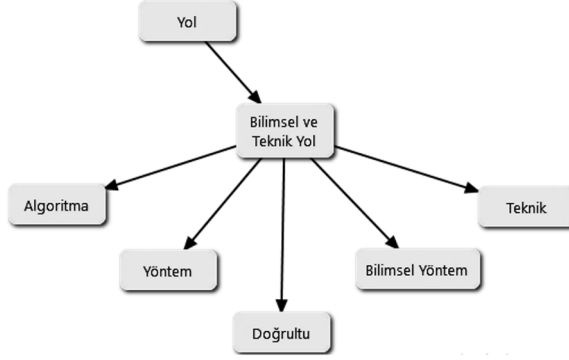 Yol
Bilimsel ve
Teknik Yol
Algoritma
Teknik
Yöntem
Bilimsel Yöntem
Doğrultu